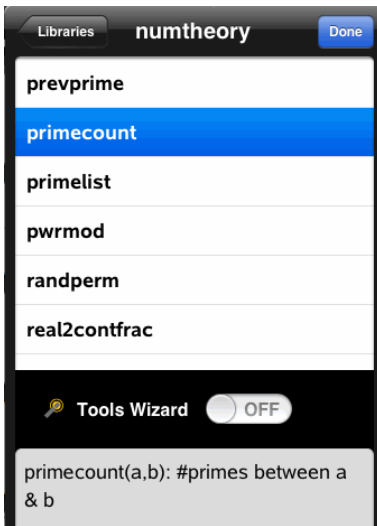 Libraries numtheory Done
prevprime
primecount
primelist
pwrmod
randperm
real2contfrac
Tools Wizard OFF
primecount(a,b): #primes between a
& b